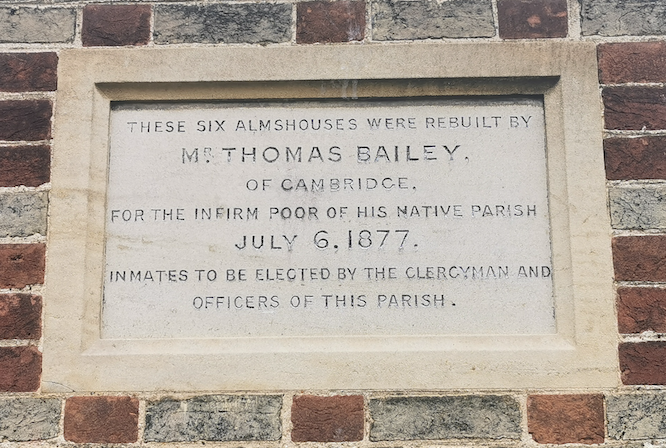 THESE SIX ALMSHOUSES WERE REBUILT BY
MR THOMAS BAILEY.
OF CAMBRIDGE,
FOR THE INFIRM POOR OF HIS NATIVE PARISH
JULY 6. 1877.
INMATES TO BE ELECTED BY THE CLERGYMAN AND
OFFICERS OF THIS PARISH.